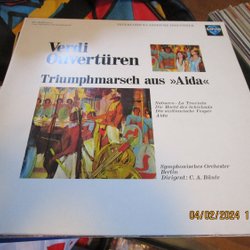 Verdi
Ouvertüren
Triumphmarsch aus »Aida«
Nabucco · La Traviata
Die Macht des Schicksals
Die sizilianische Vesper
Aida
Symphonisches Orchester
Berlin
Dirigent: C. A. Bünte
04/02/2024